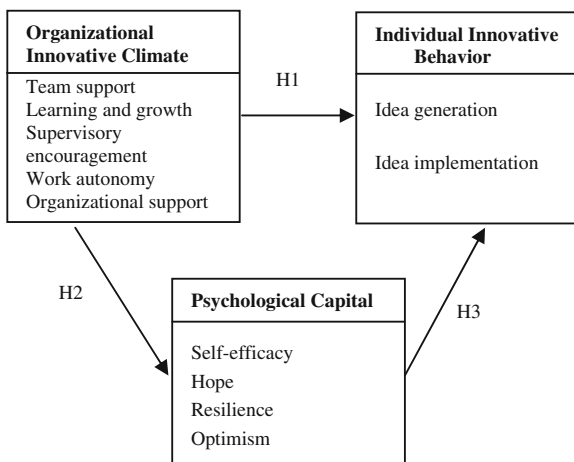 Organizational
Innovative Climate
Team support
Learning and growth
Supervisory
encouragement
Work autonomy
Organizational support
H1
Individual Innovative
Behavior
Idea generation
Idea implementation
H2
Psychological Capital
Self-efficacy
Hope
Resilience
Optimism
H3